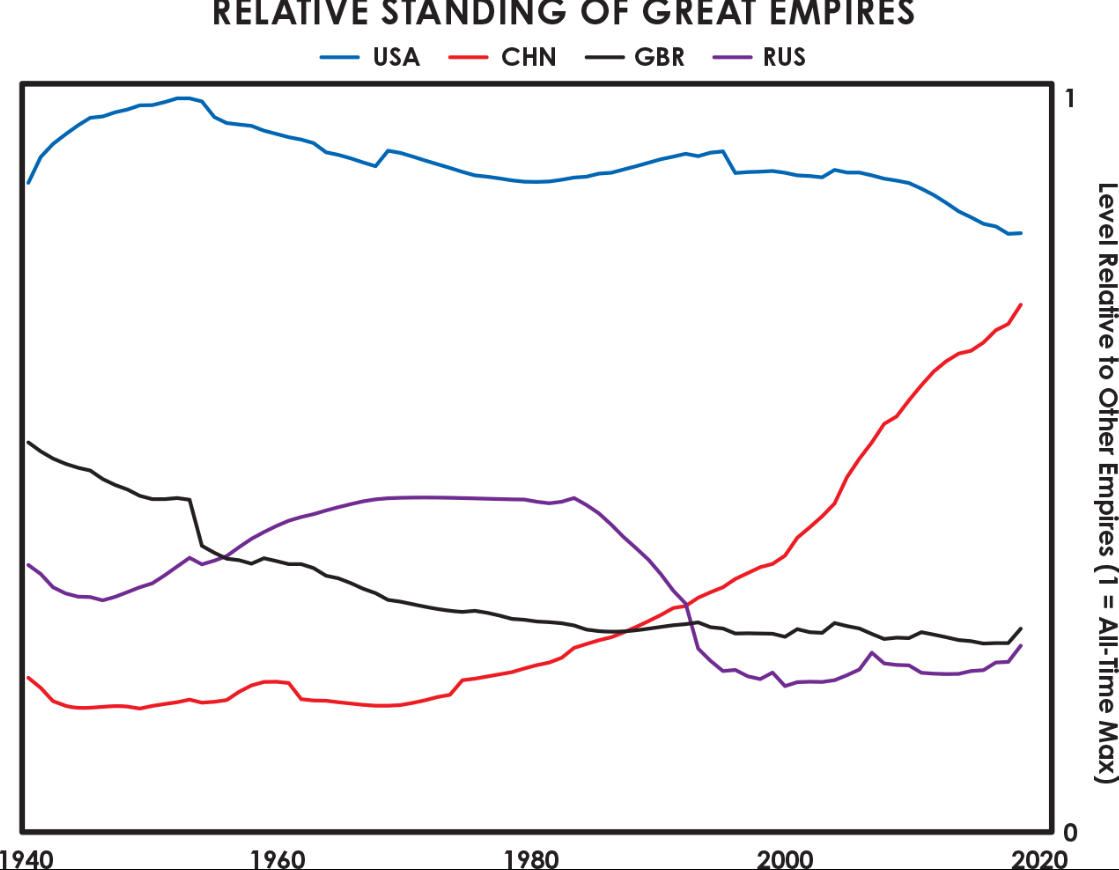 RELATIVE STANDING OF GREAT EMPIRES
USA CHN GBR RUS
1
Level Relative to Other Empires (1 = All-Time Max)
0
1940 1960 1980 2000 2020